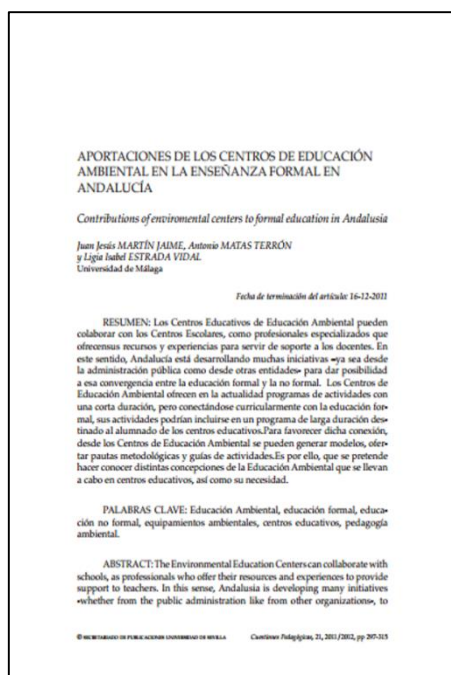 APORTACIONES DE LOS CENTROS DE EDUCACIÓN
AMBIENTAL EN LA ENSEÑANZA FORMAL EN
ANDALUCÍA
Contributions of enviromental centers to formal education in Andalusia
Juan Jesús MARTÍN JAIME, Antonio MATAS TERRÓN
y Ligia Isabel ESTRADA VIDAL
Universidad de Málaga
Fecha de terminación del artículo: 16-12-2011
RESUMEN: Los Centros Educativos de Educación Ambiental pueden
colaborar con los Centros Escolares, como profesionales especializados que
ofrecensus recursos y experiencias para servir de soporte a los docentes. En
este sentido, Andalucía está desarrollando muchas iniciativas -ya sea desde
la administración pública como desde otras entidades- para dar posibilidad
a esa convergencia entre la educación formal y la no formal. Los Centros de
Educación Ambiental ofrecen en la actualidad programas de actividades con
una corta duración, pero conectándose curricularmente con la educación for-
mal, sus actividades podrían incluirse en un programa de larga duración des-
tinado al alumnado de los centros educativos.Para favorecer dicha conexión,
desde los Centros de Educación Ambiental se pueden generar modelos, ofer-
tar pautas metodológicas y guías de actividades.Es por ello, que se pretende
hacer conocer distintas concepciones de la Educación Ambiental que se llevan
a cabo en centros educativos, así como su necesidad.
PALABRAS CLAVE: Educación Ambiental, educación formal, educa-
ción no formal, equipamientos ambientales, centros educativos, pedagogía
ambiental.
ABSTRACT: The Environmental Education Centers can collaborate with
schools, as professionals who offer their resources and experiences to provide
support to teachers. In this sense, Andalusia is developing many initiatives
-whether from the public administration like from other organizations-, to
© SECRETARIADO DE PUBLICACIONES UNIVERSIDAD DE SEVILLA Cuestiones Pedagógicas, 21, 2011/2012, pp 297-315